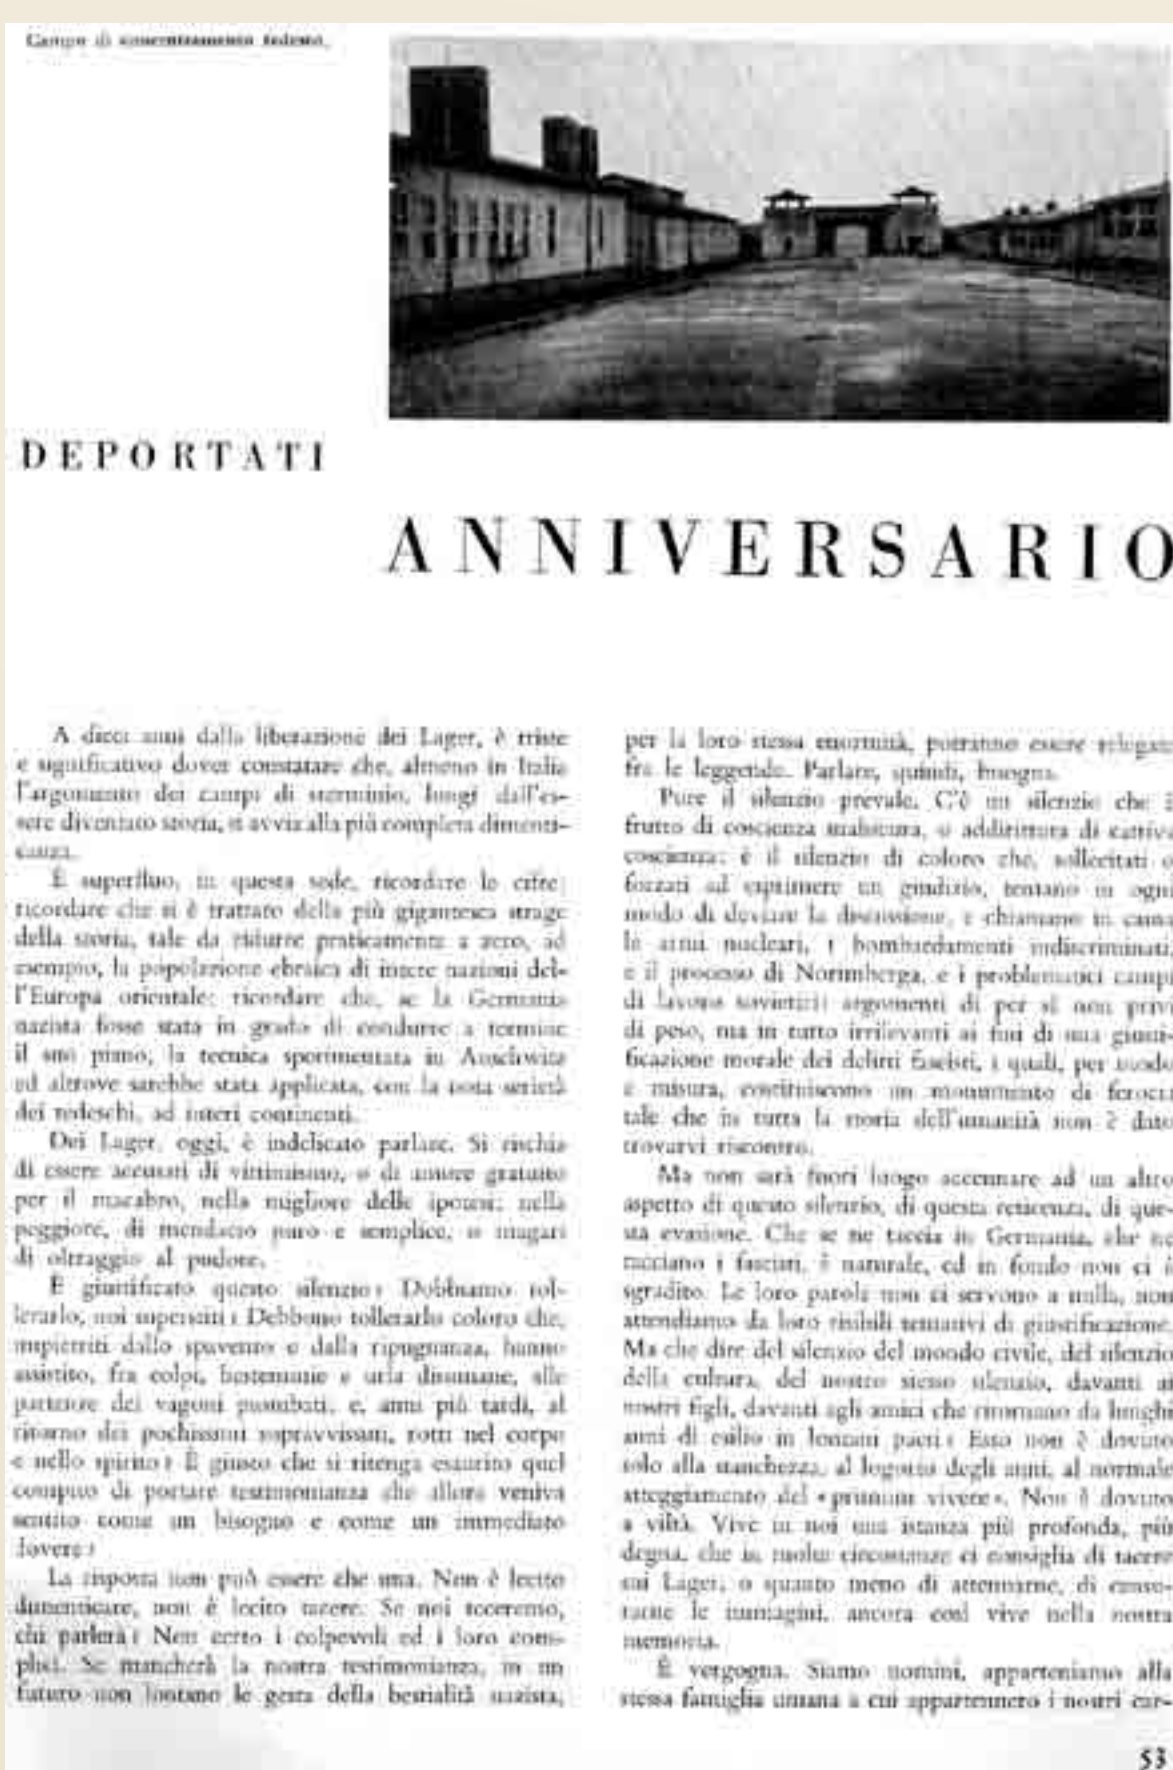 Campo di concentramento tedesco.
DEPORTATI
ANNIVERSARIO
A dieci anni dalla liberazione dei Lager, è triste
e significativo dover constatare che, almeno in Italia
l'argomento dei campi di sterminio, lungi dall'es-
sere diventato storia, si avvia alla più completa dimenti-
canza.
È superfluo, in questa sede, ricordare le cifre;
ricordare che si è trattato della più gigantesca strage
della storia, tale da ridurre praticamente a zero, ad
esempio, la popolazione ebraica di intere nazioni del-
l'Europa orientale; ricordare che, se la Germania
nazista fosse stata in grado di condurre a termine
il suo piano, la tecnica sperimentata in Auschwitz
ed altrove sarebbe stata applicata, con la nota serietà
dei tedeschi, ad interi continenti.
Dei Lager, oggi, è indelicato parlare. Si rischia
di essere accusati di vittimismo, o di amore gratuito
per il macabro, nella migliore delle ipotesi; nella
peggiore, di mendacio puro e semplice, o magari
di oltraggio al pudore.
È giustificato questo silenzio? Dobbiamo tol-
lerarlo, noi superstiti? Debbono tollerarlo coloro che,
impietriti dallo spavento e dalla ripugnanza, hanno
assistito, fra colpi, bestemmie e urla disumane, alle
partenze dei vagoni piombati, e, anni più tardi, al
ritorno dei pochissimi sopravvissuti, rotti nel corpo
e nello spirito? È giusto che si ritenga esaurito quel
compito di portare testimonianza che allora veniva
sentito come un bisogno e come un immediato
dovere?
La risposta non può essere che una. Non è lecito
dimenticare, non è lecito tacere. Se noi taceremo,
chi parlerà? Non certo i colpevoli ed i loro com-
plici. Se mancherà la nostra testimonianza, in un
futuro non lontano le gesta della bestialità nazista,
per la loro stessa enormità, potranno essere relegate
fra le leggende. Parlare, quindi, bisogna.
Pure il silenzio prevale. C'è un silenzio che è
frutto di coscienza malsicura, o addirittura di cattiva
coscienza; è il silenzio di coloro che, sollecitati o
forzati ad esprimere un giudizio, tentano in ogni
modo di deviare la discussione, e chiamano in causa
le armi nucleari, i bombardamenti indiscriminati,
e il processo di Norimberga, e i problematici campi
di lavoro sovietici: argomenti di per sé non privi
di peso, ma in tutto irrilevanti ai fini di una giusti-
ficazione morale dei delitti fascisti, i quali, per modo
e misura, costituiscono un monumento di ferocia
tale che in tutta la storia dell'umanità non è dato
trovarvi riscontro.
Ma non sarà fuori luogo accennare ad un altro
aspetto di questo silenzio, di questa reticenza, di que-
sta evasione. Che se ne taccia in Germania, che ne
tacciano i fascisti, è naturale, ed in fondo non ci è
sgradito. Le loro parole non ci servono a nulla, non
attendiamo da loro risibili tentativi di giustificazione.
Ma che dire del silenzio del mondo civile, del silenzio
della cultura, del nostro stesso silenzio, davanti ai
nostri figli, davanti agli amici che ritornano da lunghi
anni di esilio in lontani paesi? Esso non è dovuto
solo alla stanchezza, al logorio degli anni, al normale
atteggiamento del «primum vivere». Non è dovuto
a viltà. Vive in noi una istanza più profonda, più
degna, che in molte circostanze ci consiglia di tacere
sui Lager, o quanto meno di attenuarne, di censu-
rarne le immagini, ancora così vive nella nostra
memoria.
È vergogna. Siamo uomini, apparteniamo alla
stessa famiglia umana a cui appartennero i nostri car-
53